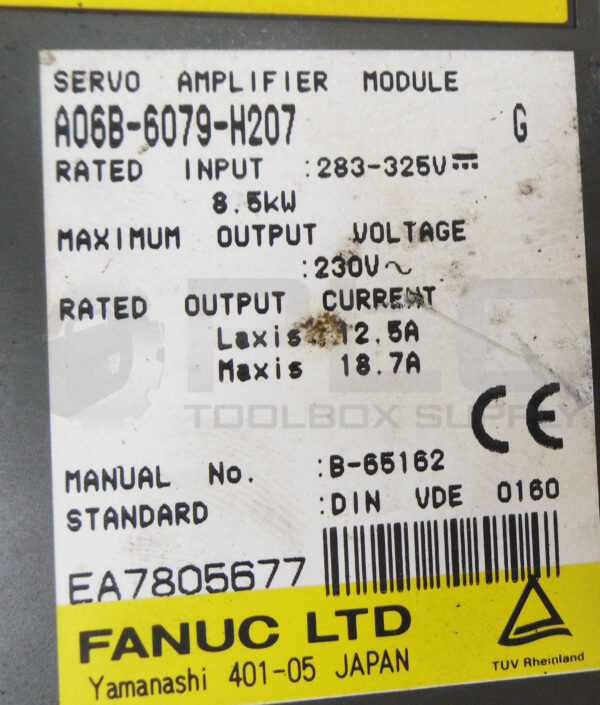 SERVO AMPLIFIER MODULE
A06B-6079-H207 G
RATED INPUT :283-325V⎓
8.5kW
MAXIMUM OUTPUT VOLTAGE
:230V~
RATED OUTPUT CURRENT
Laxis 12.5A
Maxis 18.7A
TOOLBOX SUPPLY
CE
MANUAL No. :B-65162
STANDARD :DIN VDE 0160
EA7805677
FANUC LTD
Yamanashi 401-05 JAPAN
TUV Rheinland